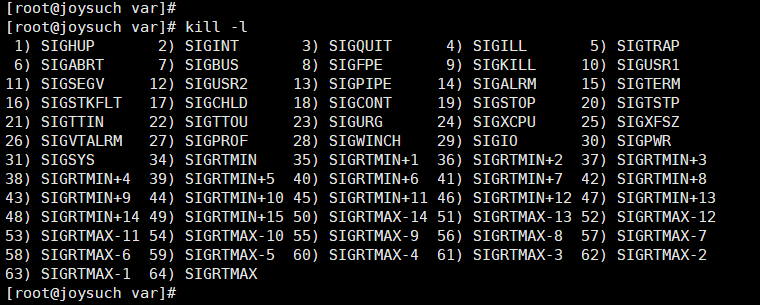 [root@joysuch var]#
[root@joysuch var]# kill -l
 1) SIGHUP       2) SIGINT       3) SIGQUIT      4) SIGILL       5) SIGTRAP
 6) SIGABRT      7) SIGBUS       8) SIGFPE       9) SIGKILL     10) SIGUSR1
11) SIGSEGV     12) SIGUSR2     13) SIGPIPE     14) SIGALRM     15) SIGTERM
16) SIGSTKFLT   17) SIGCHLD     18) SIGCONT     19) SIGSTOP     20) SIGTSTP
21) SIGTTIN     22) SIGTTOU     23) SIGURG      24) SIGXCPU     25) SIGXFSZ
26) SIGVTALRM   27) SIGPROF     28) SIGWINCH    29) SIGIO       30) SIGPWR
31) SIGSYS      34) SIGRTMIN    35) SIGRTMIN+1  36) SIGRTMIN+2  37) SIGRTMIN+3
38) SIGRTMIN+4  39) SIGRTMIN+5  40) SIGRTMIN+6  41) SIGRTMIN+7  42) SIGRTMIN+8
43) SIGRTMIN+9  44) SIGRTMIN+10 45) SIGRTMIN+11 46) SIGRTMIN+12 47) SIGRTMIN+13
48) SIGRTMIN+14 49) SIGRTMIN+15 50) SIGRTMAX-14 51) SIGRTMAX-13 52) SIGRTMAX-12
53) SIGRTMAX-11 54) SIGRTMAX-10 55) SIGRTMAX-9  56) SIGRTMAX-8  57) SIGRTMAX-7
58) SIGRTMAX-6  59) SIGRTMAX-5  60) SIGRTMAX-4  61) SIGRTMAX-3  62) SIGRTMAX-2
63) SIGRTMAX-1  64) SIGRTMAX
[root@joysuch var]#